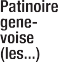 Patinoire
gene-
voise
(les...)